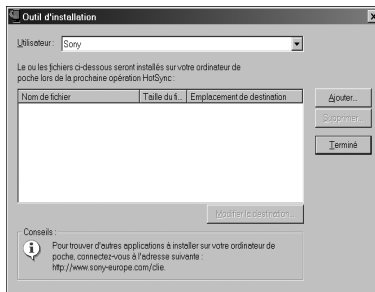 Outil d'installation
Utilisateur : Sony
Le ou les fichiers ci-dessous seront installés sur votre ordinateur de
poche lors de la prochaine opération HotSync :
Nom de fichier Taille du fi... Emplacement de destination
Ajouter...
Supprimer...
Terminé
Modifier la destination...
Conseils :
Pour trouver d'autres applications à installer sur votre ordinateur de
poche, connectez-vous à l'adresse suivante :
http://www.sony-europe.com/clie.